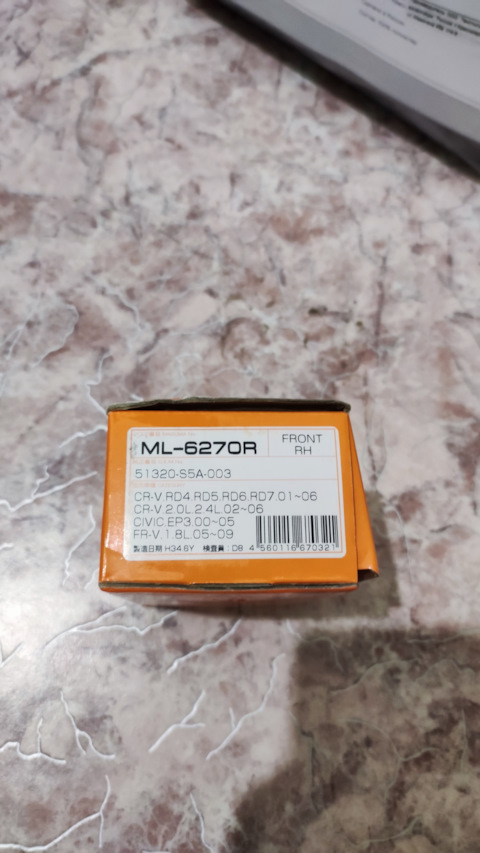 ML-6270R
FRONT
RH
51320-S5A-003
CR-V.RD4.RD5.RD6.RD7.01~06
CR-V.2.0L.2.4L.02~06
CIVIC.EP3.00~05
FR-V.1.8L.05~09
製造日期 H34.6Y 検査員:DB 4 560116 670321